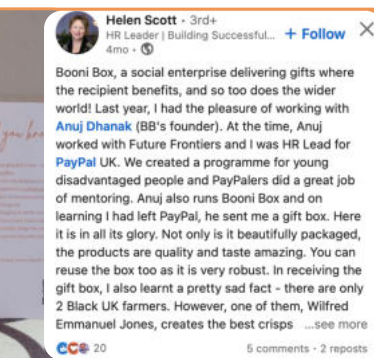 Helen Scott • 3rd+
HR Leader | Building Successful...
+ Follow
4mo •
Booni Box, a social enterprise delivering gifts where
the recipient benefits, and so too does the wider
world! Last year, I had the pleasure of working with
Anuj Dhanak (BB's founder). At the time, Anuj
worked with Future Frontiers and I was HR Lead for
PayPal UK. We created a programme for young
disadvantaged people and PayPalers did a great job
of mentoring. Anuj also runs Booni Box and on
learning I had left PayPal, he sent me a gift box. Here
it is in all its glory. Not only is it beautifully packaged,
the products are quality and taste amazing. You can
reuse the box too as it is very robust. In receiving the
gift box, I also learnt a pretty sad fact - there are only
2 Black UK farmers. However, one of them, Wilfred
Emmanuel Jones, creates the best crisps ...see more
20
5 comments • 2 reposts